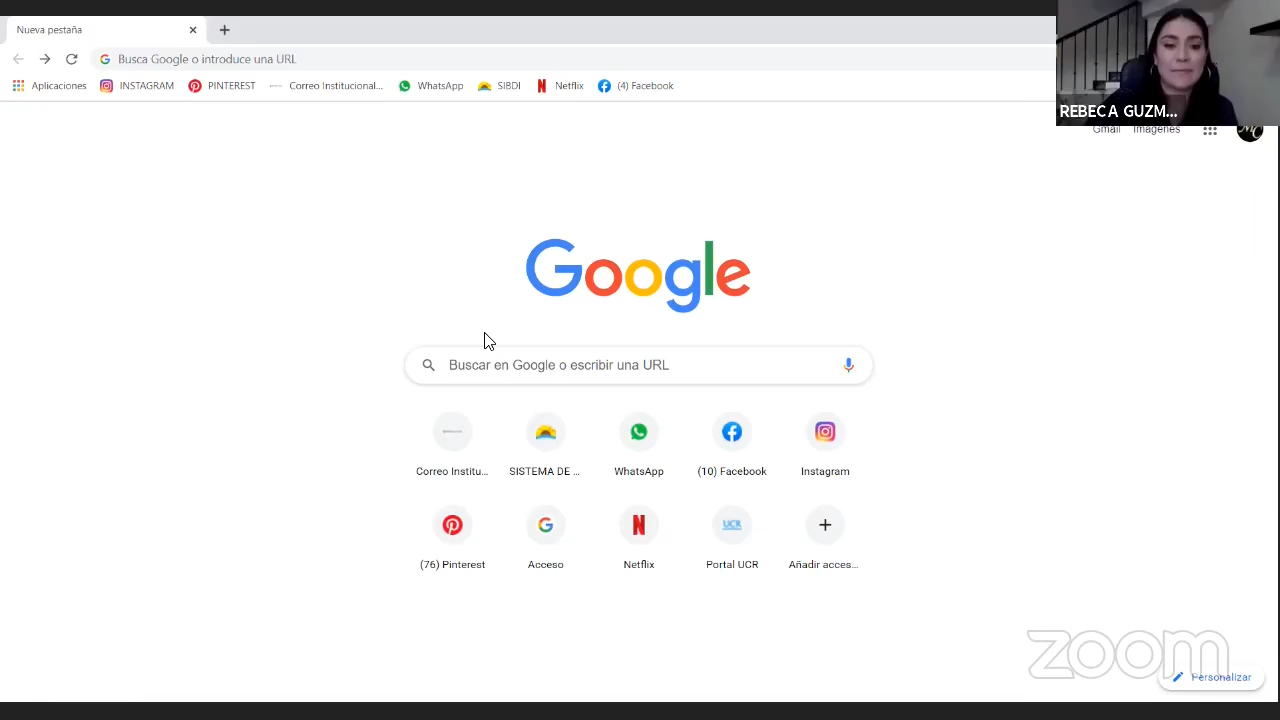 Nueva pestaña
Busca Google o introduce una URL
Aplicaciones INSTAGRAM PINTEREST Correo Institucional... WhatsApp SIBDI Netflix (4) Facebook
REBECA GUZM...
Gmail Imágenes
Google
Buscar en Google o escribir una URL
Correo Institu... SISTEMA DE ... WhatsApp (10) Facebook Instagram
UCR
(76) Pinterest Acceso Netflix Portal UCR Añadir acces...
zoom
Personalizar